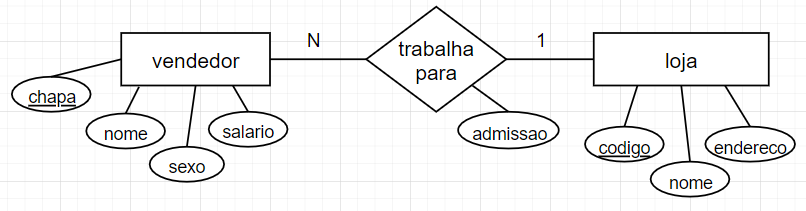 vendedor
N
trabalha
para
1
loja
chapa
nome
sexo
salario
admissao
codigo
nome
endereco